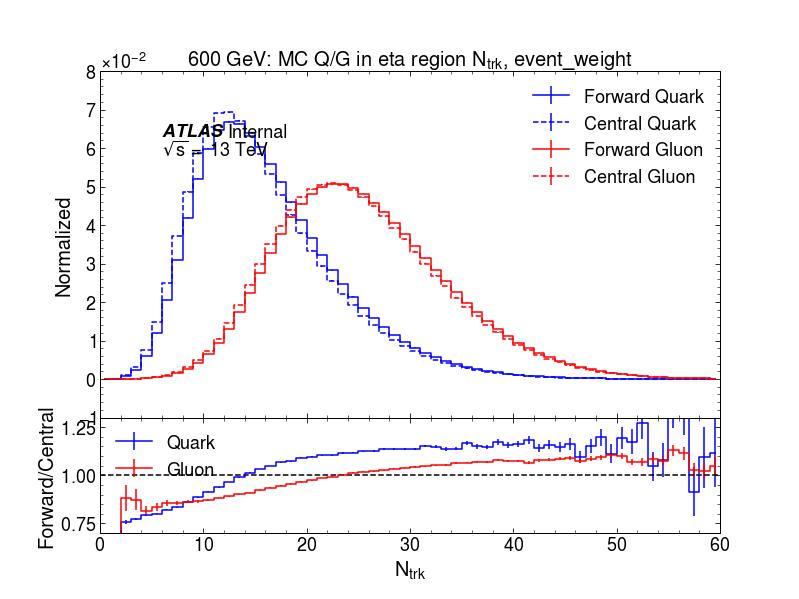 ×10⁻²
600 GeV: MC Q/G in eta region N_trk, event_weight
8
7
6
5
4
3
2
1
0
−1
Normalized
ATLAS Internal
√s = 13 TeV
Forward Quark
Central Quark
Forward Gluon
Central Gluon
1.25
1.00
0.75
Forward/Central
Quark
Gluon
0 10 20 30 40 50 60
N_trk